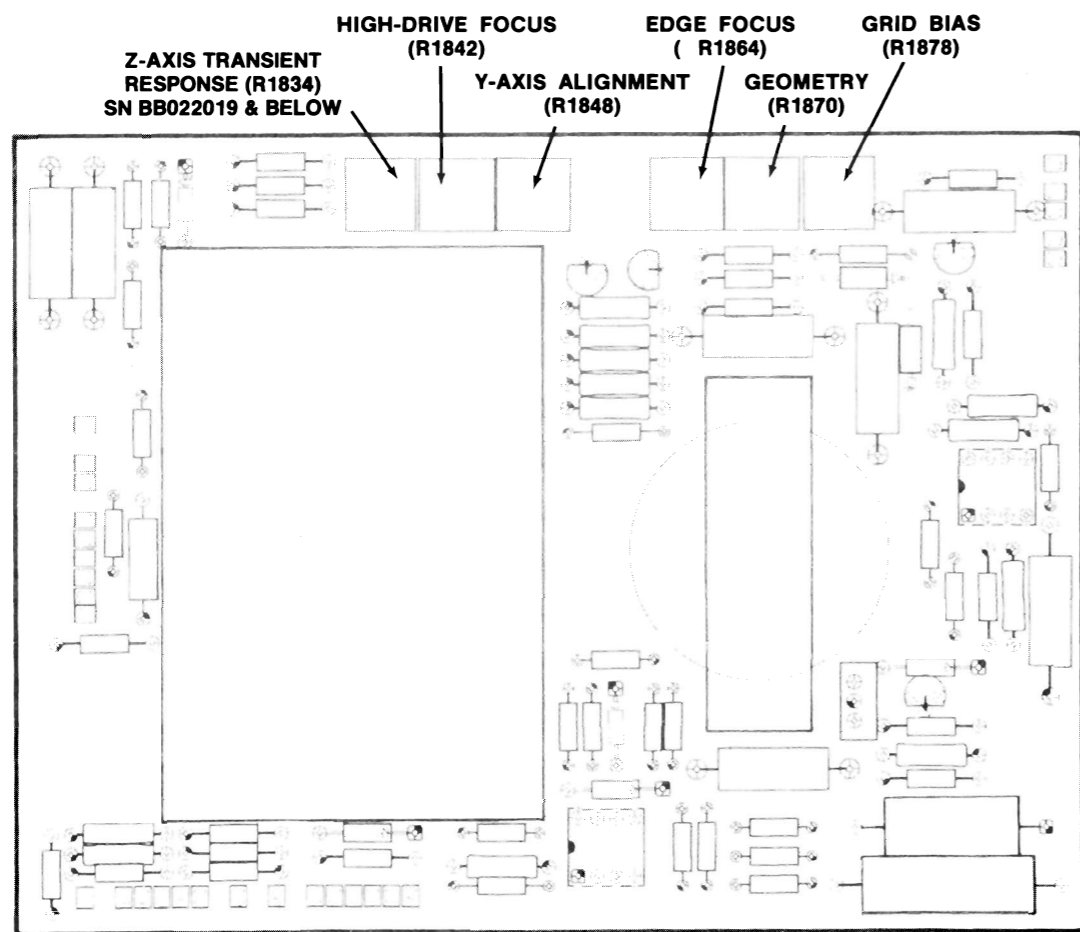 HIGH-DRIVE FOCUS
(R1842)
EDGE FOCUS
( R1864)
GRID BIAS
(R1878)
Z-AXIS TRANSIENT
RESPONSE (R1834)
SN BB022019 & BELOW
Y-AXIS ALIGNMENT
(R1848)
GEOMETRY
(R1870)